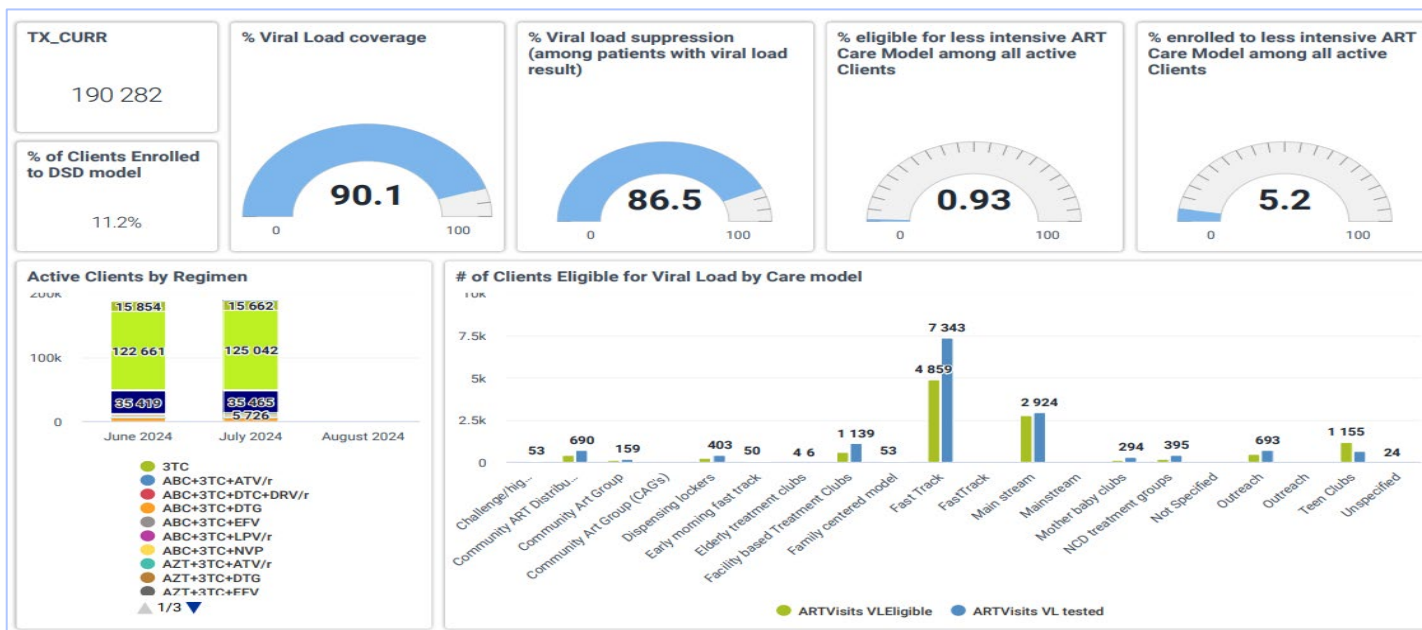 TX_CURR
190 282
% of Clients Enrolled
to DSD model
11.2%
% Viral Load coverage
90.1
0
100
% Viral load suppression
(among patients with viral load
result)
86.5
0
100
% eligible for less intensive ART
Care Model among all active
Clients
0.93
0
100
% enrolled to less intensive ART
Care Model among all active
Clients
5.2
0
100
Active Clients by Regimen
200k
100k
0
15 854
122 661
35 419
15 662
125 042
35 465
5 726
June 2024
July 2024
August 2024
3TC
ABC+3TC+ATV/r
ABC+3TC+DTC+DRV/r
ABC+3TC+DTG
ABC+3TC+EFV
ABC+3TC+LPV/r
ABC+3TC+NVP
AZT+3TC+ATV/r
AZT+3TC+DTG
AZT+3TC+EFV
1/3
# of Clients Eligible for Viral Load by Care model
10k
7.5k
5k
2.5k
0
53
690
159
403
50
4 6
1 139
53
4 859
7 343
2 924
294
395
693
1 155
24
Challenge/hig...
Community ART Distribu...
Community Art Group
Community Art Group (CAG's)
Dispensing lockers
Early morning fast track
Elderly treatment clubs
Facility based Treatment Clubs
Family centered model
Fast Track
FastTrack
Main stream
Mainstream
Mother baby clubs
NCD treatment groups
Not Specified
Outreach
Outreach
Teen Clubs
Unspecified
ARTVisits VLEligible
ARTVisits VL tested